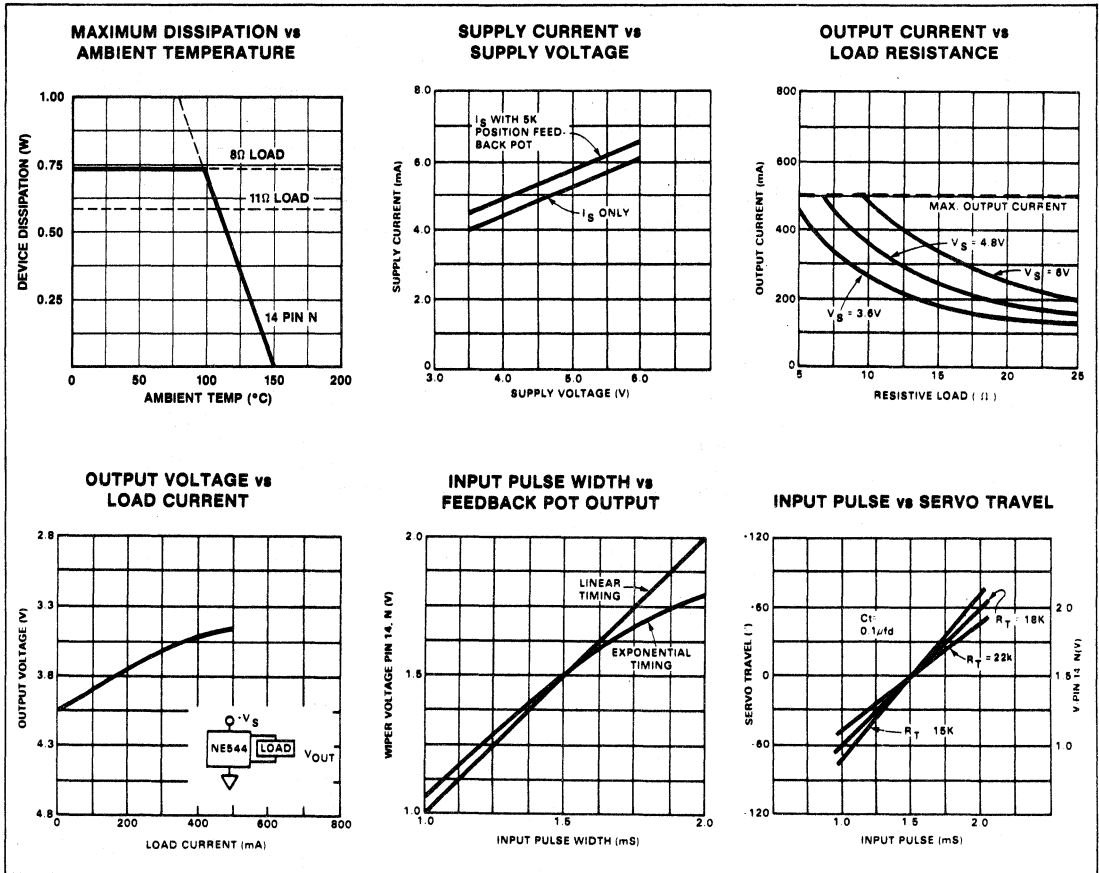 MAXIMUM DISSIPATION vs
AMBIENT TEMPERATURE
DEVICE DISSIPATION (W)
1.00
0.75
0.50
0.25
8Ω LOAD
11Ω LOAD
14 PIN N
0 50 100 150 200
AMBIENT TEMP (°C)
SUPPLY CURRENT vs
SUPPLY VOLTAGE
SUPPLY CURRENT (mA)
8.0
6.0
4.0
2.0
0
IS WITH 5K
POSITION FEED-
BACK POT
IS ONLY
3.0 4.0 5.0 6.0
SUPPLY VOLTAGE (V)
OUTPUT CURRENT vs
LOAD RESISTANCE
OUTPUT CURRENT (mA)
800
600
400
200
0
MAX. OUTPUT CURRENT
VS = 4.8V
VS = 6V
VS = 3.6V
5 10 15 20 25
RESISTIVE LOAD (Ω)
OUTPUT VOLTAGE vs
LOAD CURRENT
OUTPUT VOLTAGE (V)
2.8
3.3
3.8
4.3
4.8
VS
NE544
LOAD
VOUT
0 200 400 600 800
LOAD CURRENT (mA)
INPUT PULSE WIDTH vs
FEEDBACK POT OUTPUT
WIPER VOLTAGE PIN 14, N (V)
2.0
1.5
1.0
LINEAR
TIMING
EXPONENTIAL
TIMING
1.0 1.5 2.0
INPUT PULSE WIDTH (mS)
INPUT PULSE vs SERVO TRAVEL
SERVO TRAVEL (°)
+120
+60
0
-60
-120
Ct=
0.1μfd
RT = 18K
RT = 22k
RT 15K
2 0
1 5
1 0
V PIN 14 N(V)
1.0 1.5 2.0
INPUT PULSE (mS)